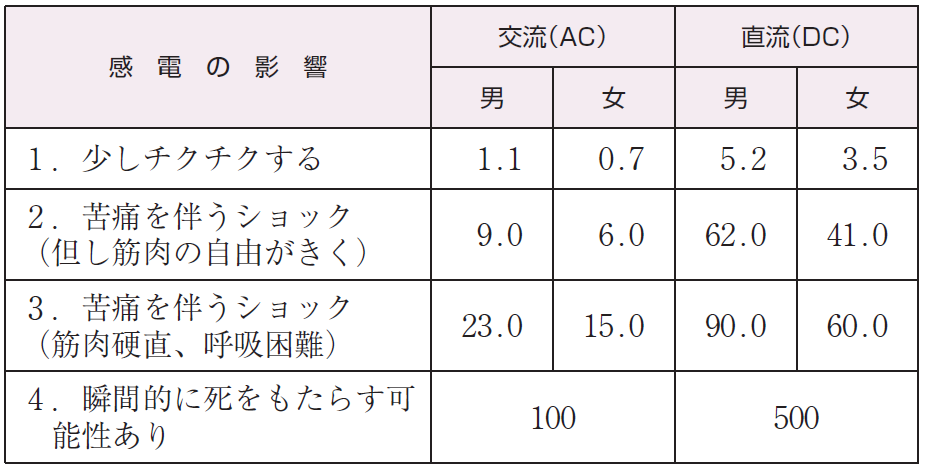 感電の影響 交流(AC) 直流(DC)
男 女 男 女
1．少しチクチクする 1.1 0.7 5.2 3.5
2．苦痛を伴うショック
（但し筋肉の自由がきく） 9.0 6.0 62.0 41.0
3．苦痛を伴うショック
（筋肉硬直、呼吸困難） 23.0 15.0 90.0 60.0
4．瞬間的に死をもたらす可
能性あり 100 500